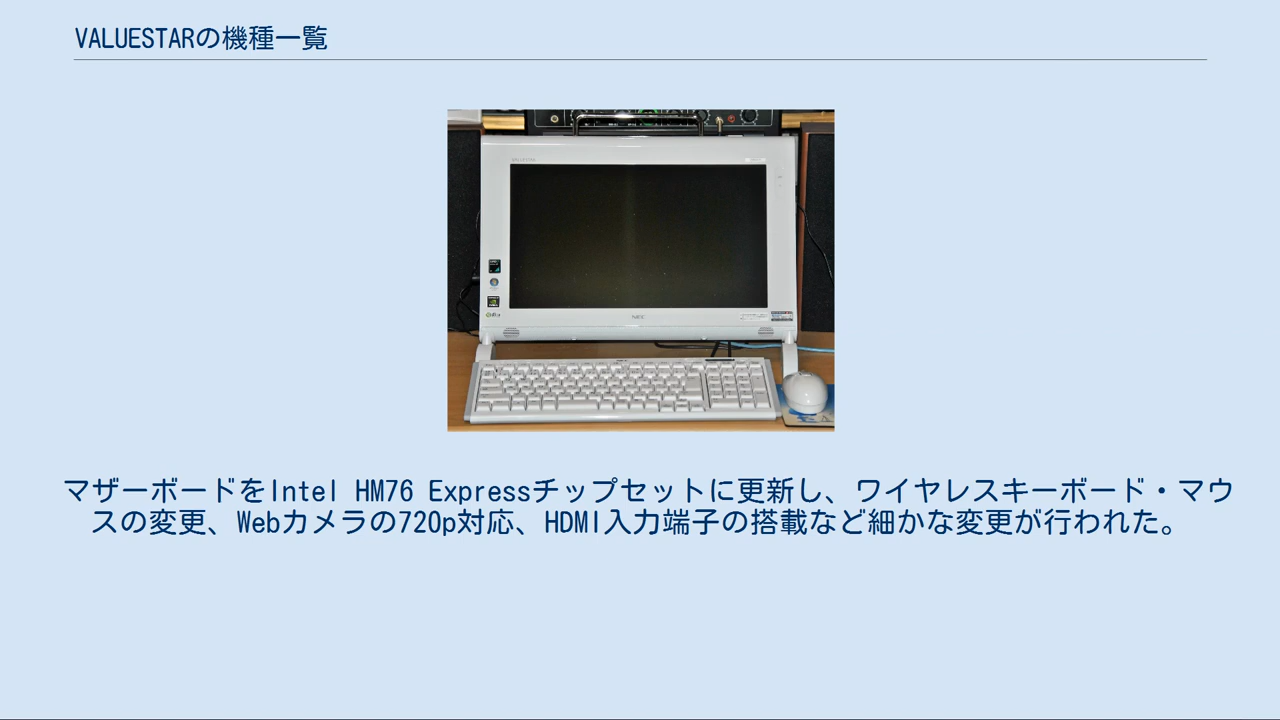 VALUESTARの機種一覧
NEC
マザーボードをIntel HM76 Expressチップセットに更新し、ワイヤレスキーボード・マウ
スの変更、Webカメラの720p対応、HDMI入力端子の搭載など細かな変更が行われた。